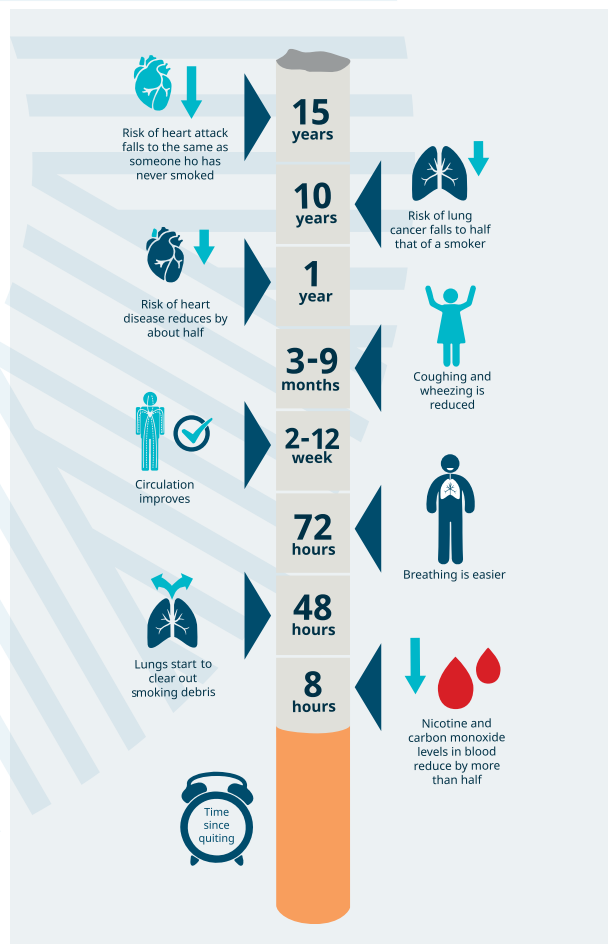 15
years
Risk of heart attack
falls to the same as
someone ho has
never smoked
10
years
Risk of lung
cancer falls to half
that of a smoker
1
year
Risk of heart
disease reduces by
about half
3-9
months
Coughing and
wheezing is
reduced
2-12
week
Circulation
improves
72
hours
Breathing is easier
48
hours
Lungs start to
clear out
smoking debris
8
hours
Nicotine and
carbon monoxide
levels in blood
reduce by more
than half
Time
since
quiting